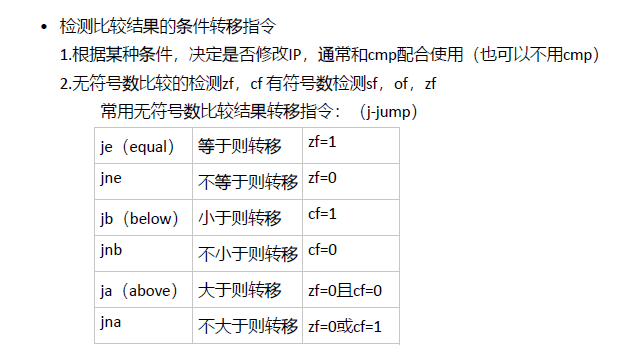 • 检测比较结果的条件转移指令
1.根据某种条件，决定是否修改IP，通常和cmp配合使用（也可以不用cmp）
2.无符号数比较的检测zf，cf 有符号数检测sf，of，zf
常用无符号数比较结果转移指令：（j-jump）
je（equal） 等于则转移 zf=1
jne 不等于则转移 zf=0
jb（below） 小于则转移 cf=1
jnb 不小于则转移 cf=0
ja（above） 大于则转移 zf=0且cf=0
jna 不大于则转移 zf=0或cf=1